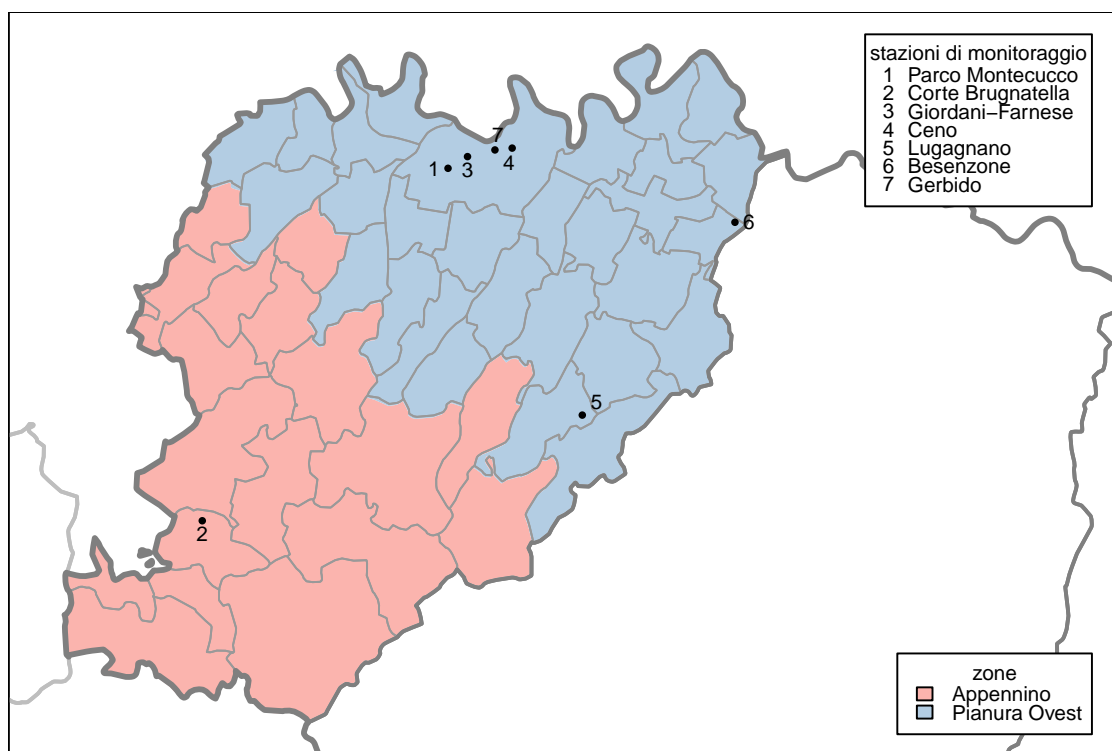 stazioni di monitoraggio
1 Parco Montecucco
2 Corte Brugnatella
3 Giordani−Farnese
4 Ceno
5 Lugagnano
6 Besenzone
7 Gerbido
7
1
3
4
6
5
2
zone
Appennino
Pianura Ovest